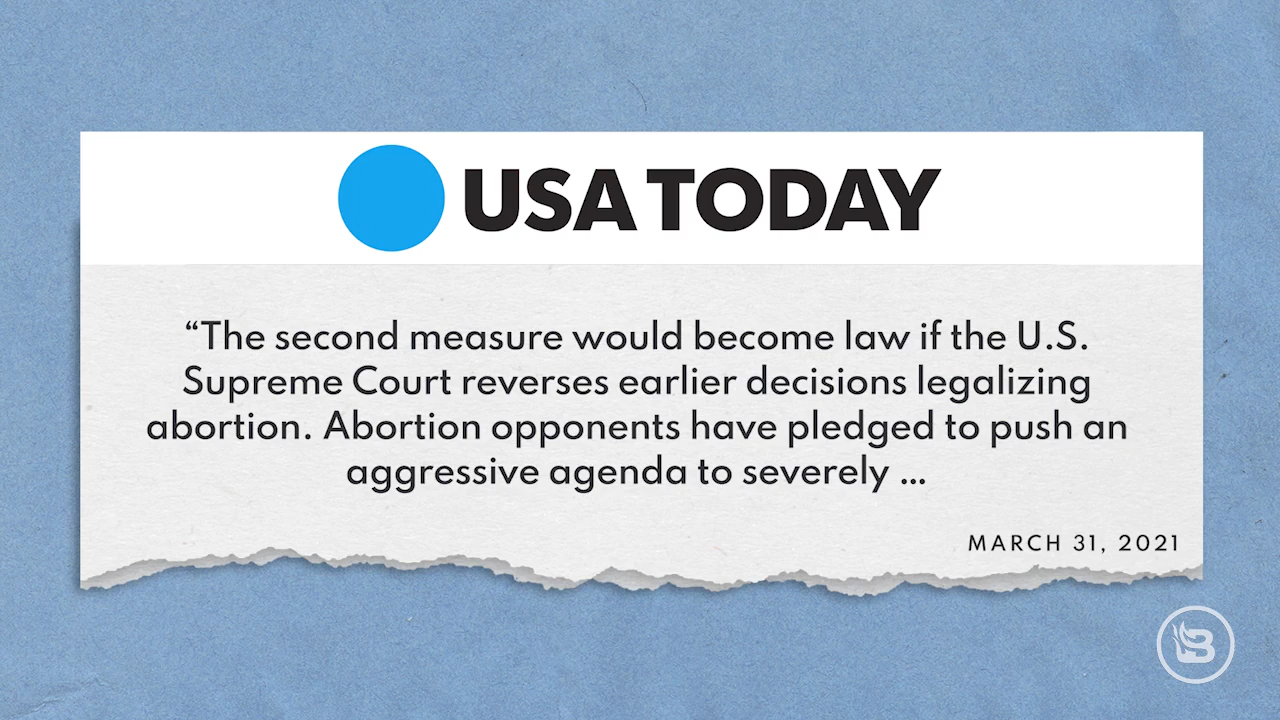 USA TODAY
“The second measure would become law if the U.S.
Supreme Court reverses earlier decisions legalizing
abortion. Abortion opponents have pledged to push an
aggressive agenda to severely ...
MARCH 31, 2021
B